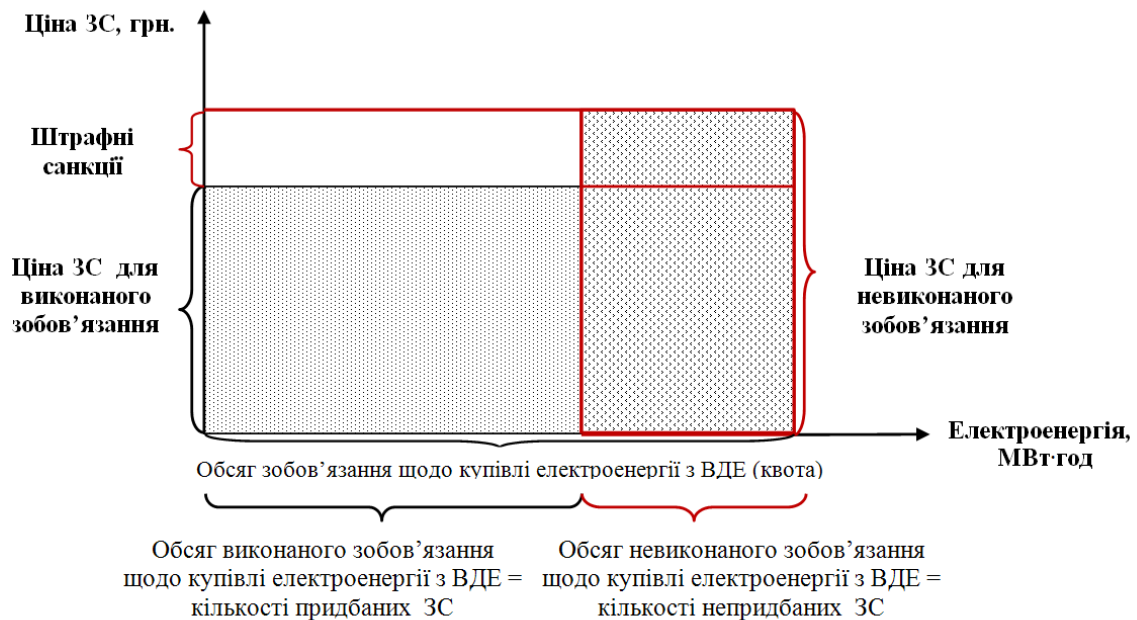 Ціна ЗС, грн.
Штрафні
санкції
Ціна ЗС для
виконаного
зобов’язання
Ціна ЗС для
невиконаного
зобов’язання
Електроенергія,
МВт·год
Обсяг зобов’язання щодо купівлі електроенергії з ВДЕ (квота)
Обсяг виконаного зобов’язання
щодо купівлі електроенергії з ВДЕ =
кількості придбаних ЗС
Обсяг невиконаного зобов’язання
щодо купівлі електроенергії з ВДЕ =
кількості непридбаних ЗС